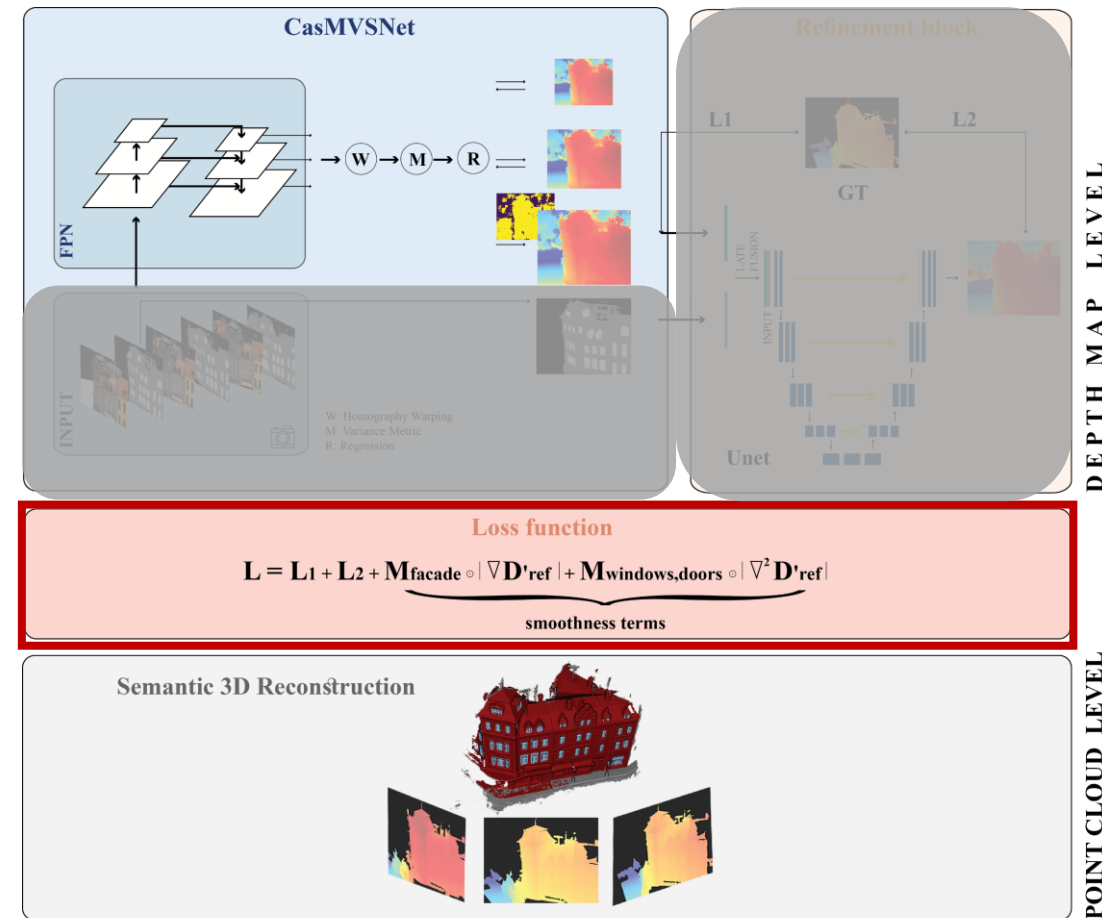 CasMVSNet
Refinement block
FPN
W
M
R
L1
L2
GT
LATE
FUSION
INPUT
Unet
INPUT
W: Homography Warping
M: Variance Metric
R: Regression
DEPTH MAP LEVEL
Loss function
L = L1 + L2 + Mfacade ⊙ | ∇D'ref | + Mwindows,doors ⊙ | ∇² D'ref |
smoothness terms
Semantic 3D Reconstruction
POINT CLOUD LEVEL